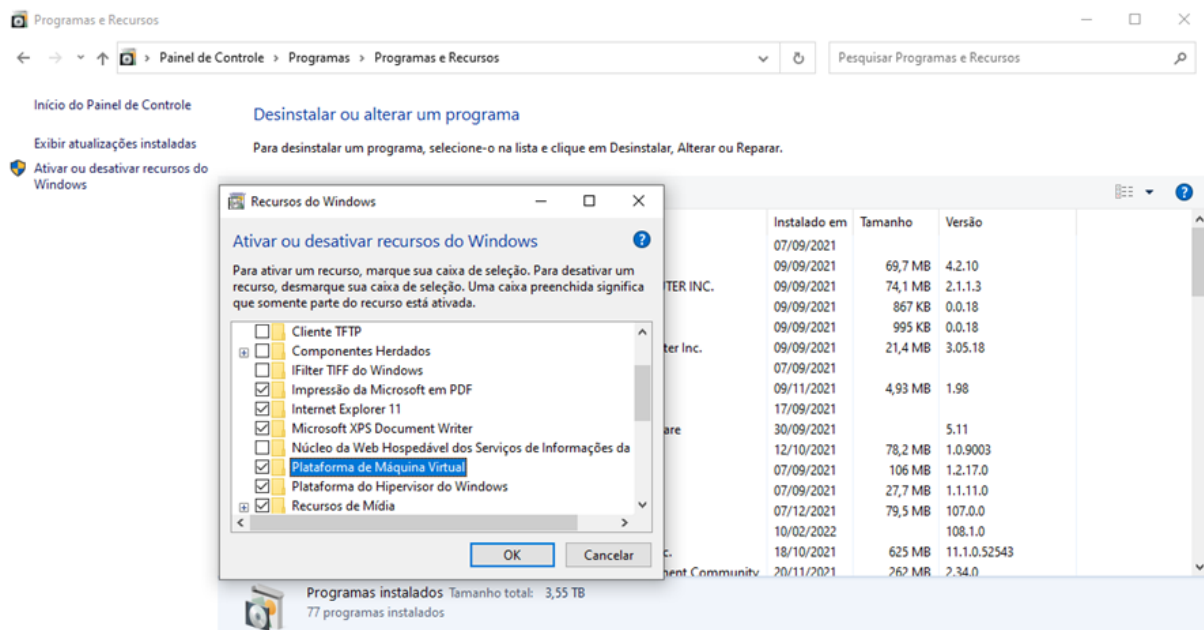 Programas e Recursos
Painel de Controle > Programas > Programas e Recursos
Pesquisar Programas e Recursos
Início do Painel de Controle
Exibir atualizações instaladas
Ativar ou desativar recursos do
Windows
Desinstalar ou alterar um programa
Para desinstalar um programa, selecione-o na lista e clique em Desinstalar, Alterar ou Reparar.
Recursos do Windows
Ativar ou desativar recursos do Windows
Para ativar um recurso, marque sua caixa de seleção. Para desativar um
recurso, desmarque sua caixa de seleção. Uma caixa preenchida significa
que somente parte do recurso está ativada.
Cliente TFTP
Componentes Herdados
IFilter TIFF do Windows
Impressão da Microsoft em PDF
Internet Explorer 11
Microsoft XPS Document Writer
Núcleo da Web Hospedável dos Serviços de Informações da
Plataforma de Máquina Virtual
Plataforma do Hipervisor do Windows
Recursos de Mídia
OK Cancelar
Instalado em Tamanho Versão
07/09/2021
09/09/2021 69,7 MB 4.2.10
TER INC. 09/09/2021 74,1 MB 2.1.1.3
09/09/2021 867 KB 0.0.18
09/09/2021 995 KB 0.0.18
ter Inc. 09/09/2021 21,4 MB 3.05.18
07/09/2021
09/11/2021 4,93 MB 1.98
17/09/2021
are 30/09/2021 5.11
12/10/2021 78,2 MB 1.0.9003
07/09/2021 106 MB 1.2.17.0
07/09/2021 27,7 MB 1.1.11.0
07/12/2021 79,5 MB 107.0.0
10/02/2022 108.1.0
c. 18/10/2021 625 MB 11.1.0.52543
nent Community 20/11/2021 262 MB 2.34.0
Programas instalados Tamanho total: 3,55 TB
77 programas instalados